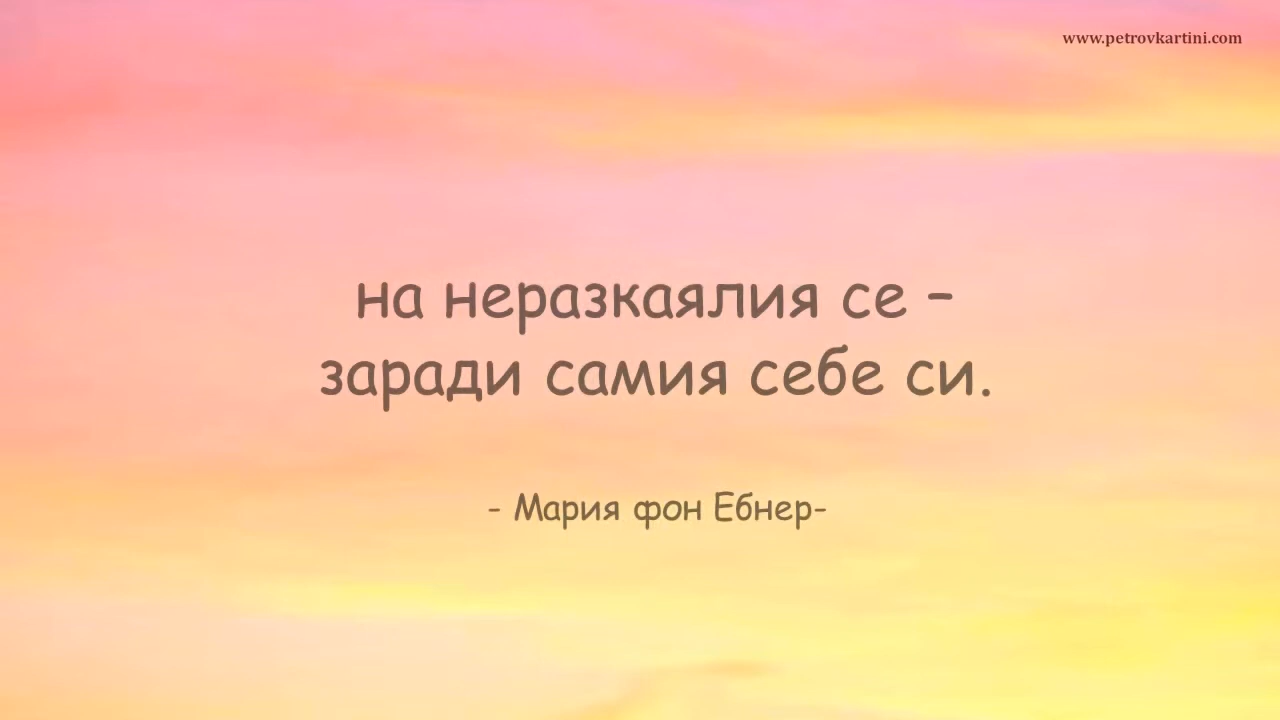 www.petrovkartini.com
на неразкаялия се –
заради самия себе си.
- Мария фон Ебнер-